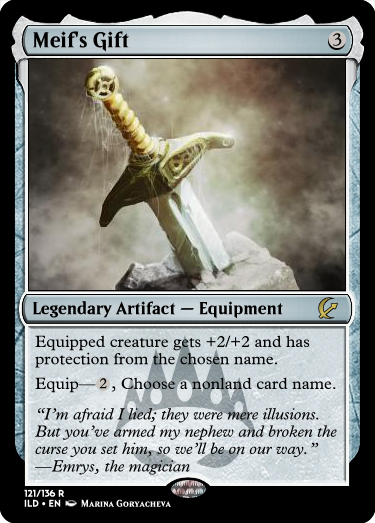 Meif's Gift 3
Legendary Artifact — Equipment
Equipped creature gets +2/+2 and has
protection from the chosen name.
Equip—2, Choose a nonland card name.
“I'm afraid I lied; they were mere illusions.
But you've armed my nephew and broken the
curse you set him, so we'll be on our way.”
—Emrys, the magician
121/136 R
ILD • EN Marina Goryacheva